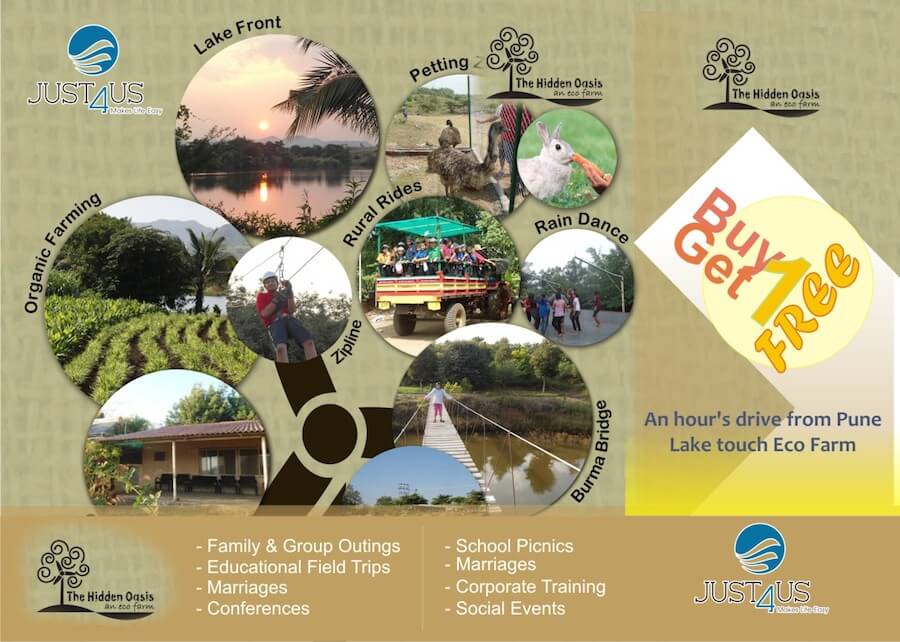 JUST4US
Makes Life Easy
Lake Front
Petting
The Hidden Oasis
an eco farm
The Hidden Oasis
an eco farm
Organic Farming
Rural Rides
Rain Dance
Zipline
Burma Bridge
Buy 1
Get 1
FREE
An hour's drive from Pune
Lake touch Eco Farm
The Hidden Oasis
an eco farm
- Family & Group Outings
- Educational Field Trips
- Marriages
- Conferences
- School Picnics
- Marriages
- Corporate Training
- Social Events
JUST4US
Makes Life Easy